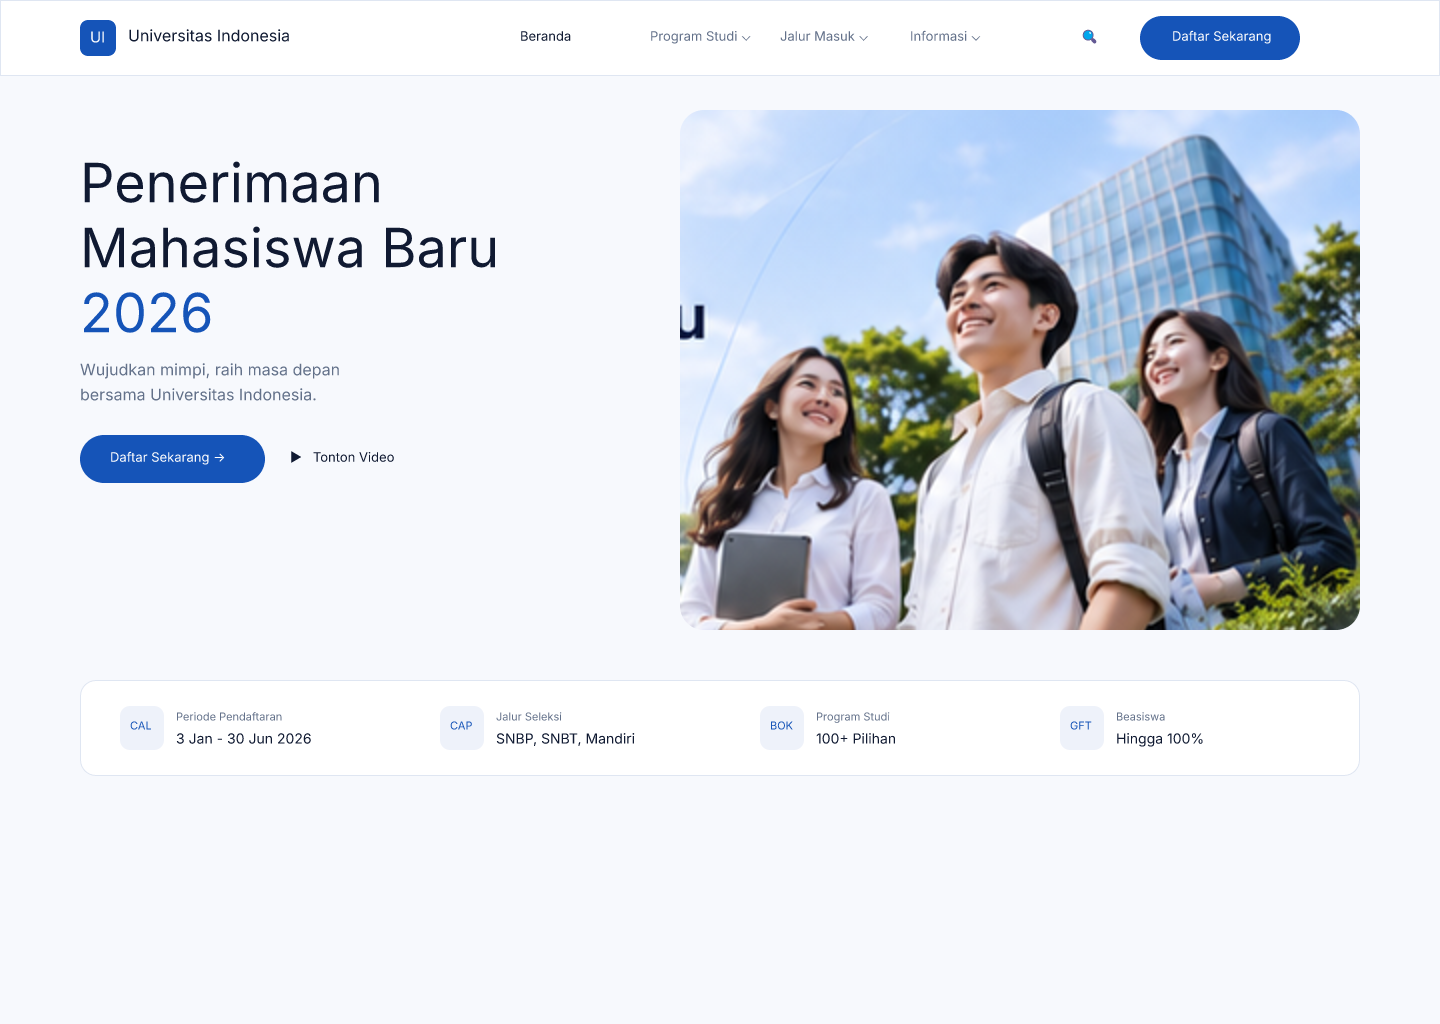 UI Universitas Indonesia
Beranda
Program Studi
Jalur Masuk
Informasi
Daftar Sekarang
Penerimaan
Mahasiswa Baru
2026
Wujudkan mimpi, raih masa depan
bersama Universitas Indonesia.
Daftar Sekarang →
▶ Tonton Video
u
CAL
Periode Pendaftaran
3 Jan - 30 Jun 2026
CAP
Jalur Seleksi
SNBP, SNBT, Mandiri
BOK
Program Studi
100+ Pilihan
GFT
Beasiswa
Hingga 100%